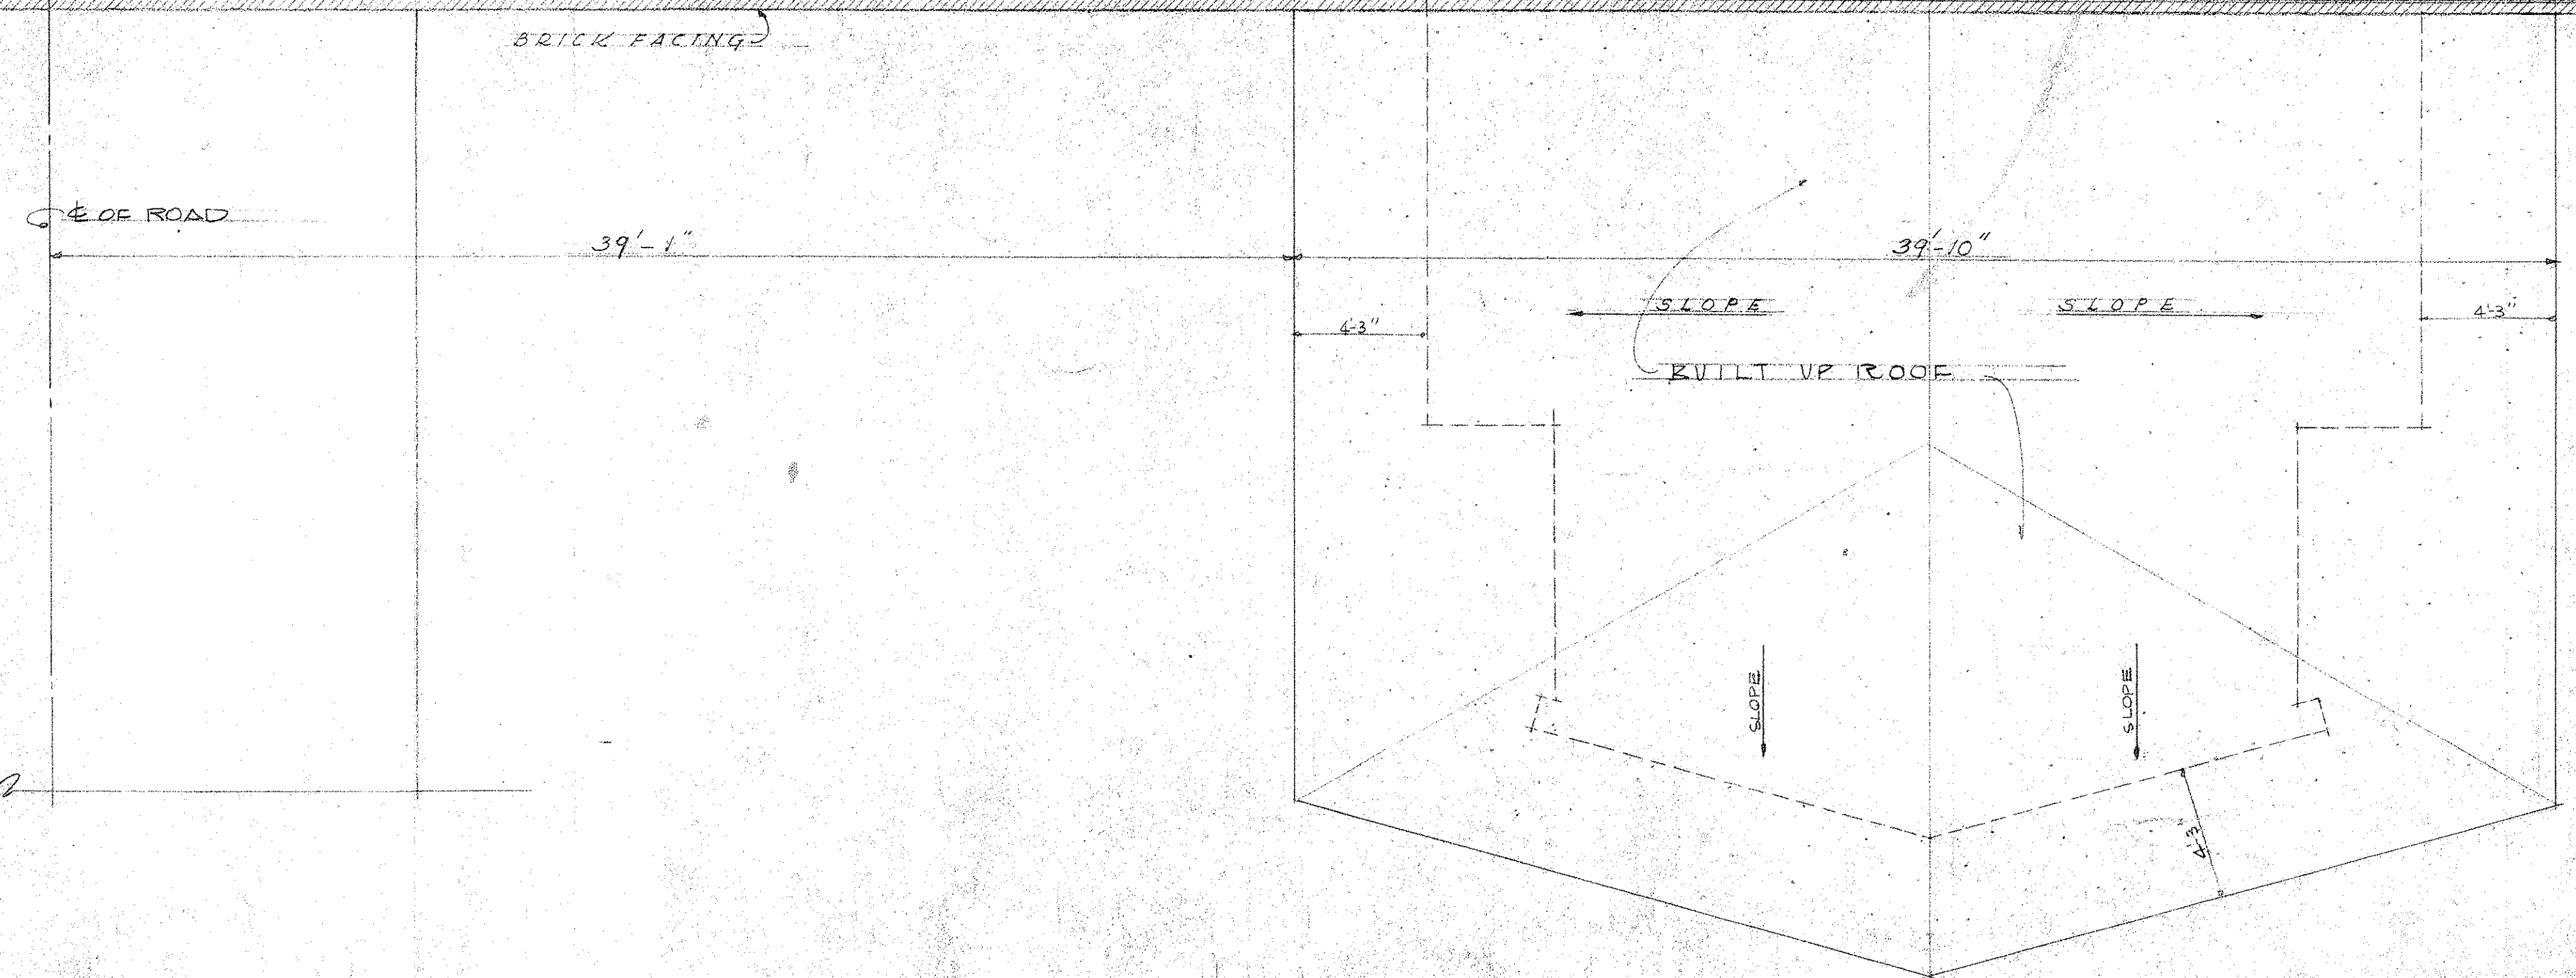 BRICK FACING
℄ OF ROAD
39'-1"
39'-10"
SLOPE
SLOPE
4'-3"
4'-3"
BUILT UP ROOF
SLOPE
SLOPE
4'-3"